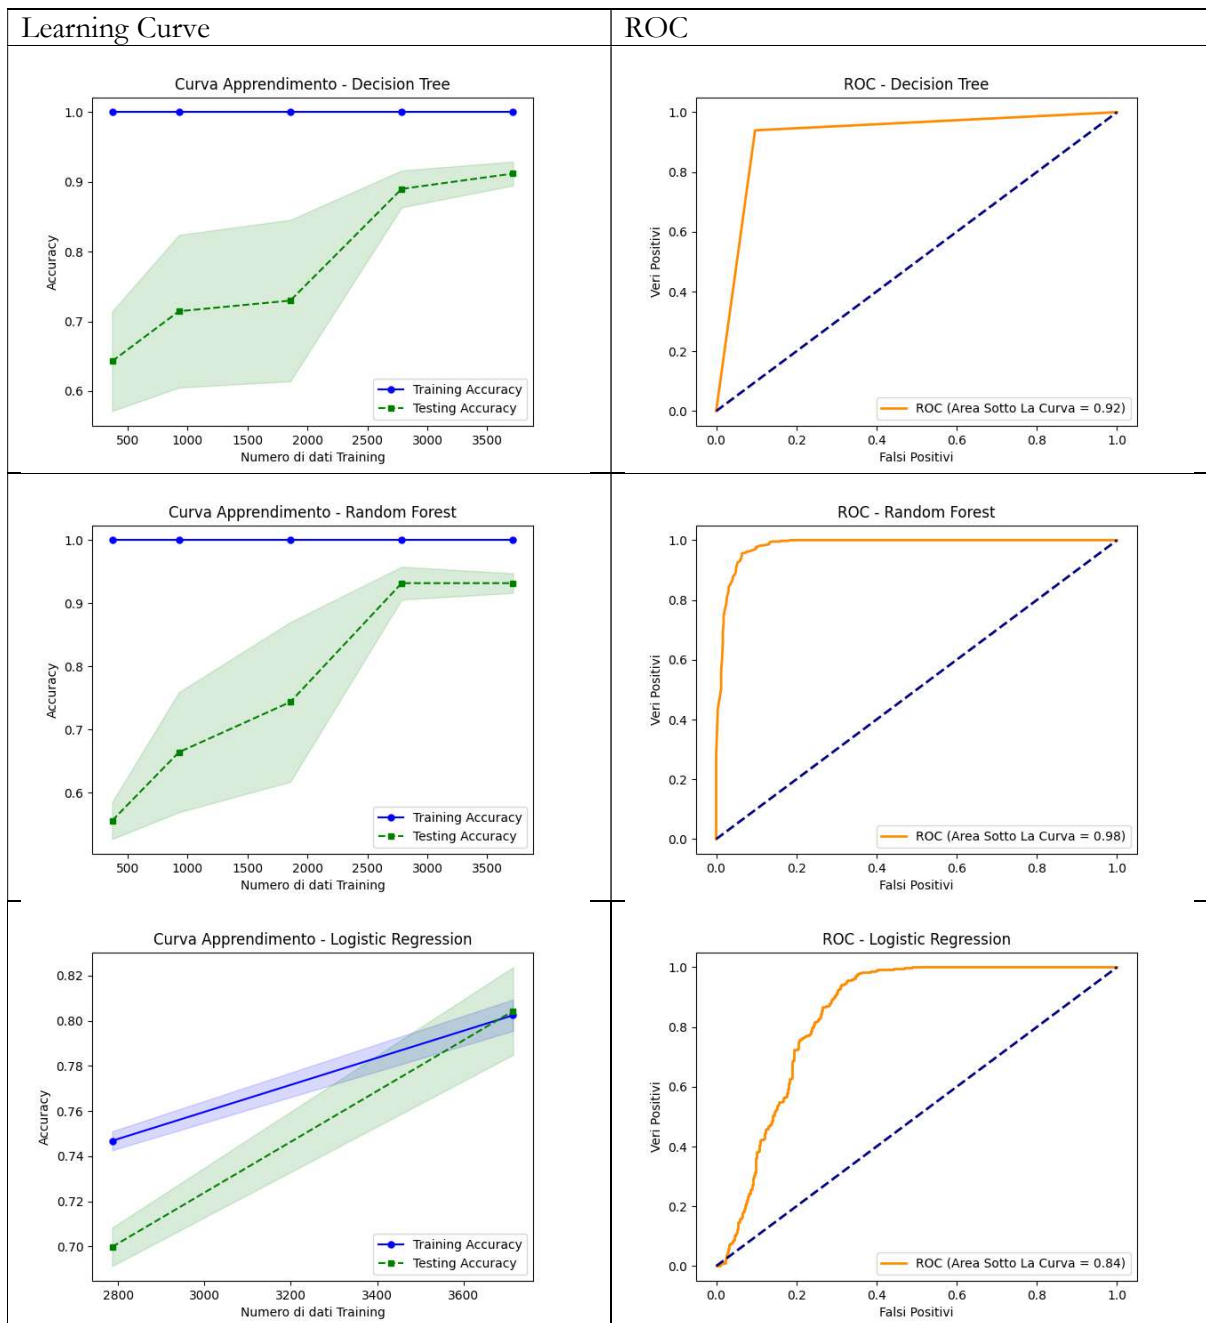 Learning Curve
ROC
Curva Apprendimento - Decision Tree
1.0
0.9
0.8
0.7
0.6
Accuracy
Training Accuracy
Testing Accuracy
500 1000 1500 2000 2500 3000 3500
Numero di dati Training
ROC - Decision Tree
1.0
0.8
0.6
0.4
0.2
0.0
Veri Positivi
ROC (Area Sotto La Curva = 0.92)
0.0 0.2 0.4 0.6 0.8 1.0
Falsi Positivi
Curva Apprendimento - Random Forest
1.0
0.9
0.8
0.7
0.6
Accuracy
Training Accuracy
Testing Accuracy
500 1000 1500 2000 2500 3000 3500
Numero di dati Training
ROC - Random Forest
1.0
0.8
0.6
0.4
0.2
0.0
Veri Positivi
ROC (Area Sotto La Curva = 0.98)
0.0 0.2 0.4 0.6 0.8 1.0
Falsi Positivi
Curva Apprendimento - Logistic Regression
0.82
0.80
0.78
0.76
0.74
0.72
0.70
Accuracy
Training Accuracy
Testing Accuracy
2800 3000 3200 3400 3600
Numero di dati Training
ROC - Logistic Regression
1.0
0.8
0.6
0.4
0.2
0.0
Veri Positivi
ROC (Area Sotto La Curva = 0.84)
0.0 0.2 0.4 0.6 0.8 1.0
Falsi Positivi